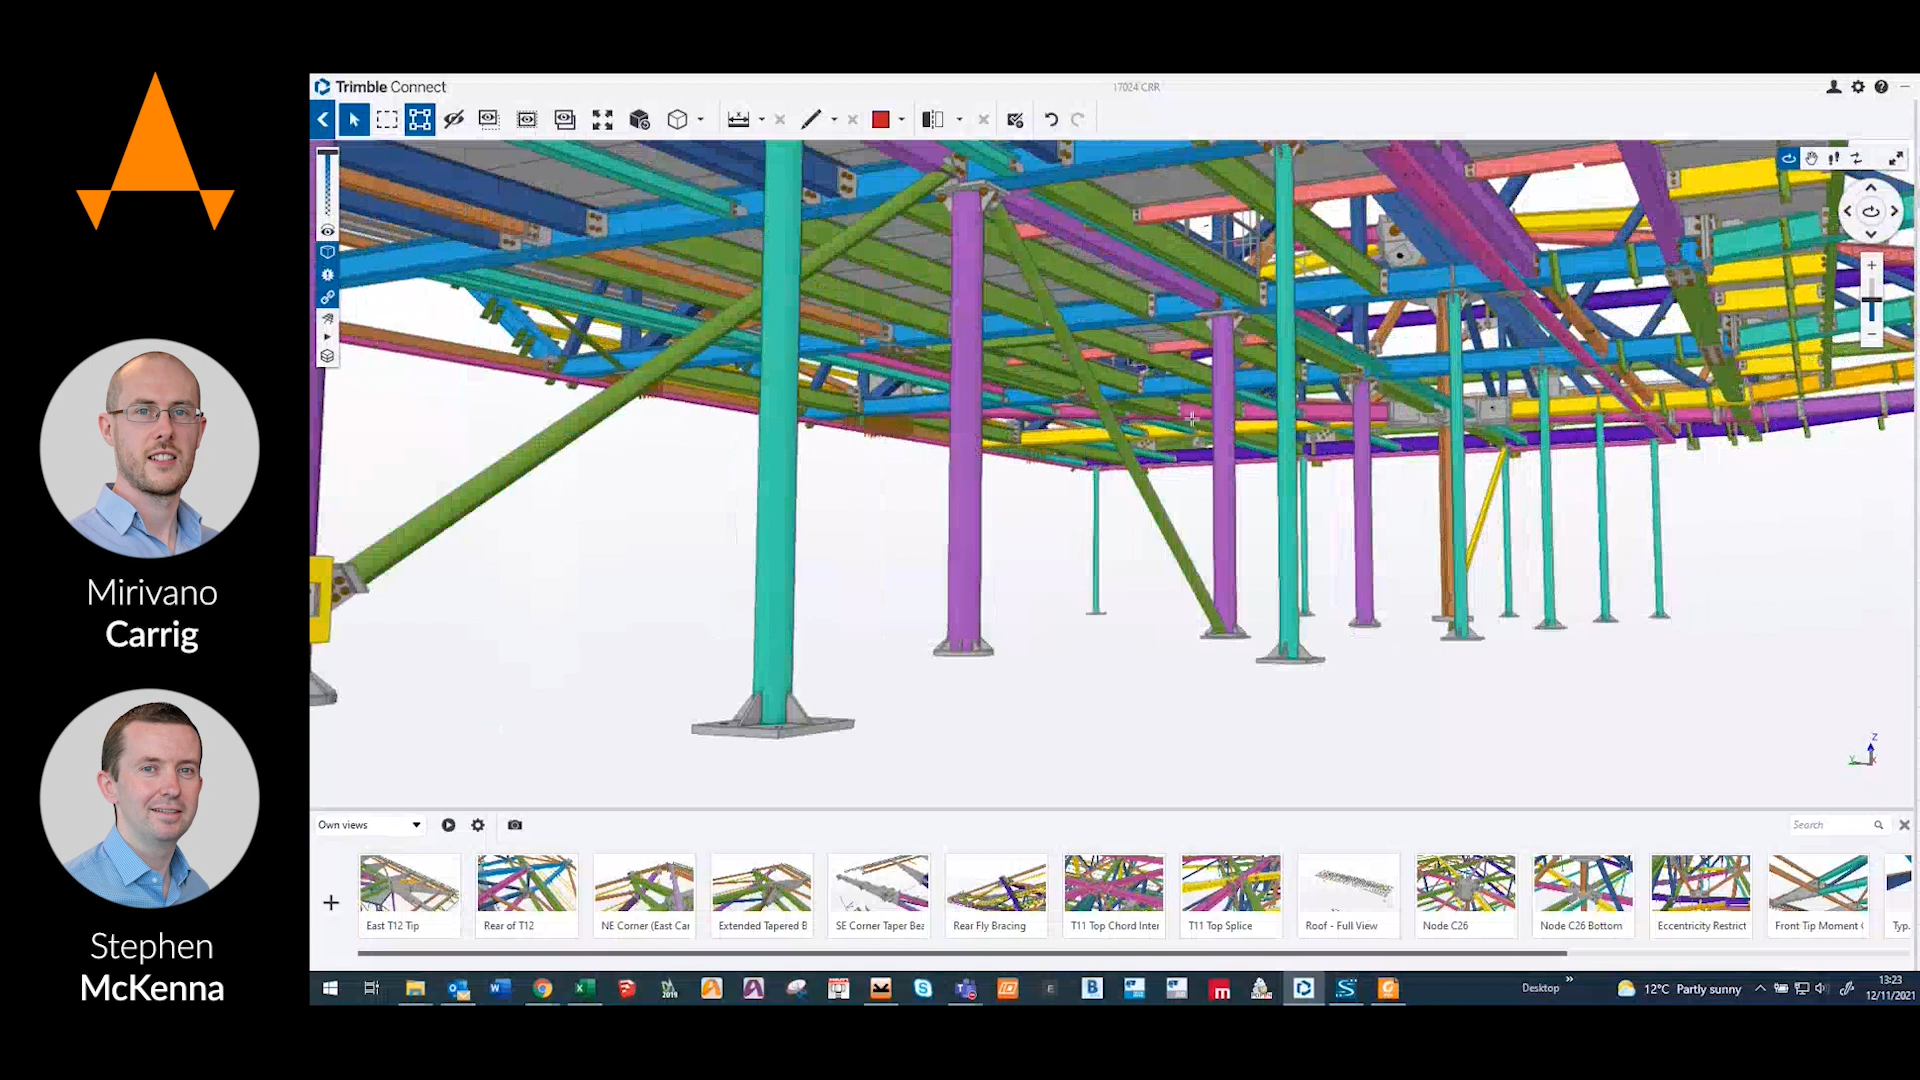 Trimble Connect
17024 CRR
Mirivano
Carrig
Stephen
McKenna
Z
Own views
Search
East T12 Tip
Rear of T12
NE Corner (East Car
Extended Tapered B
SE Corner Taper Bea
Rear Fly Bracing
T11 Top Chord Inter
T11 Top Splice
Roof - Full View
Node C26
Node C26 Bottom
Eccentricity Restrict
Front Tip Moment
Typ.
2019
Desktop
12°C Partly sunny
13:23
12/11/2021